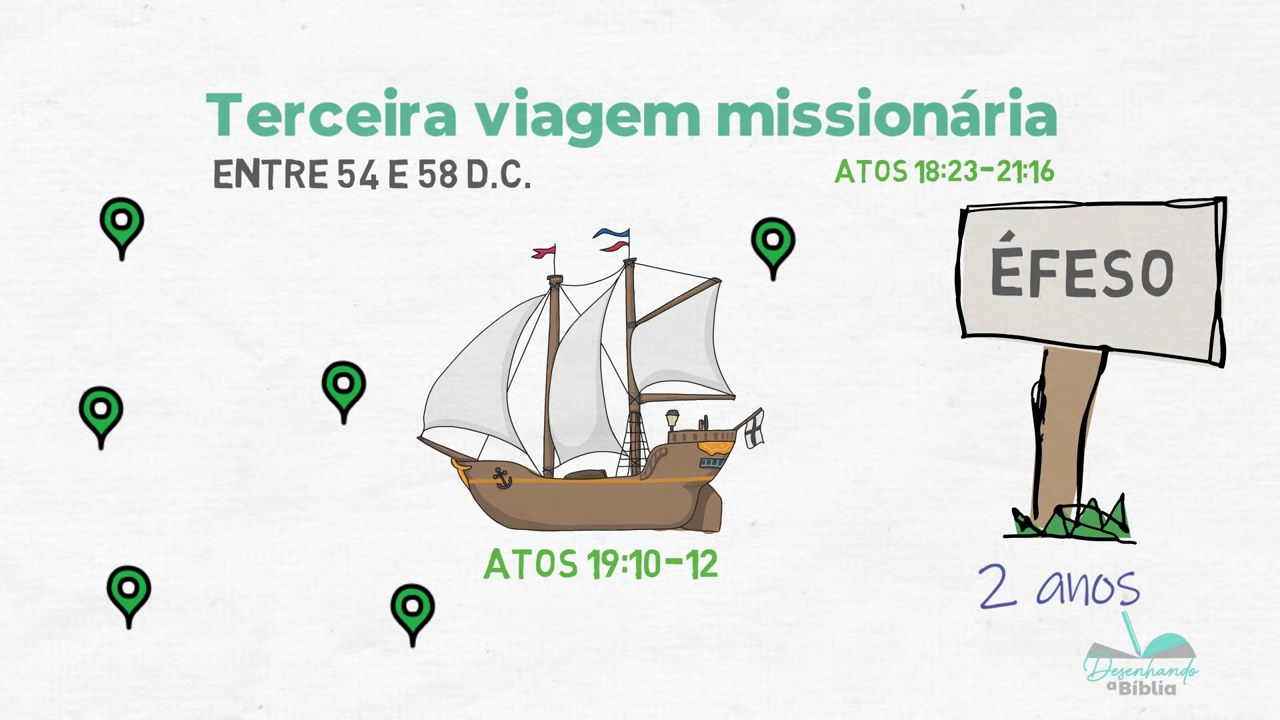 Terceira viagem missionária
ENTRE 54 E 58 D.C.
ATOS 18:23-21:16
ÉFESO
ATOS 19:10-12
2 anos
Desenhando
a Bíblia